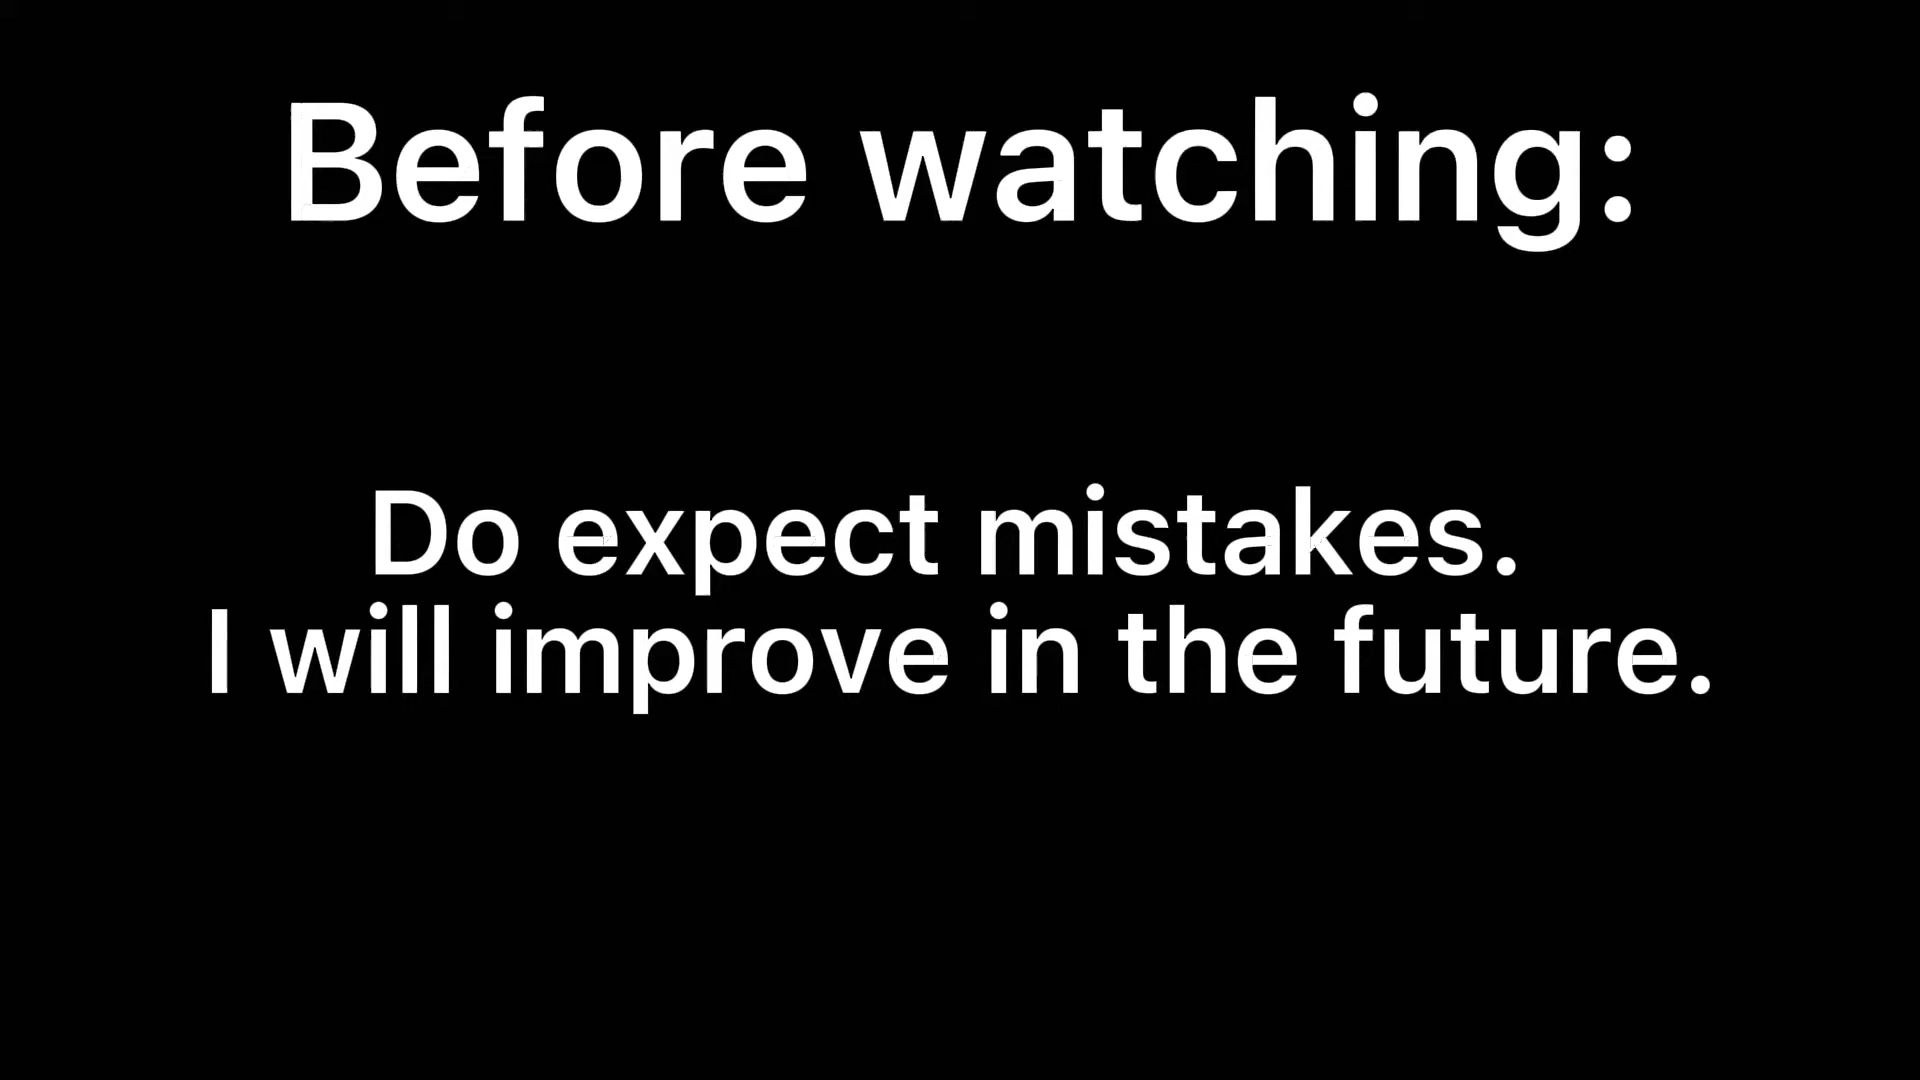 Before watching:
Do expect mistakes.
I will improve in the future.